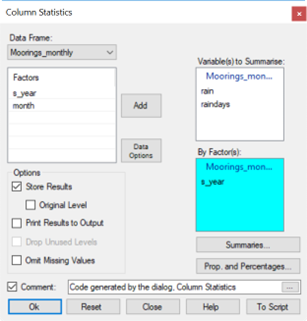 Column Statistics
Data Frame:
Moorings_monthly
Factors
s_year
month
Add
Data
Options
Variable(s) to Summarise:
Moorings_mon...
rain
raindays
By Factor(s):
Moorings_mon...
s_year
Options
Store Results
Original Level
Print Results to Output
Drop Unused Levels
Omit Missing Values
Summaries...
Prop. and Percentages...
Comment: Code generated by the dialog, Column Statistics ...
Ok Reset Close Help To Script